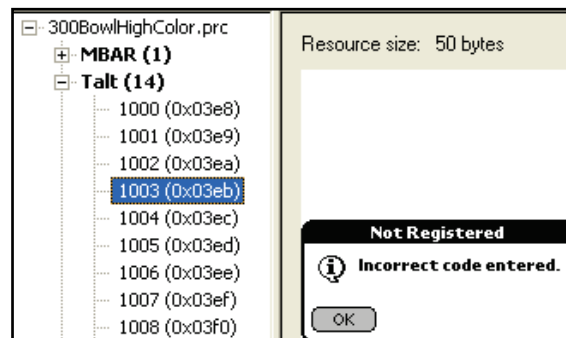 300BowlHighColor.prc
MBAR (1)
Talt (14)
1000 (0x03e8)
1001 (0x03e9)
1002 (0x03ea)
1003 (0x03eb)
1004 (0x03ec)
1005 (0x03ed)
1006 (0x03ee)
1007 (0x03ef)
1008 (0x03f0)
Resource size: 50 bytes
Not Registered
Incorrect code entered.
OK